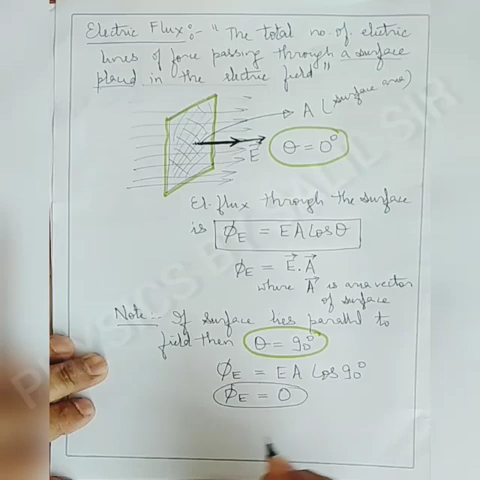 Electric Flux:- "The total no. of electric
lines of force passing through a surface
placed in the electric field"
A (surface area)
E⃗
θ = 0°
El. flux through the surface
is ϕE = EA Cos θ
ϕE = E⃗ . A⃗
where A⃗ is area vector
of surface
Note:- If surface lies parallel to
field then θ = 90°
ϕE = EA Cos 90°
ϕE = 0